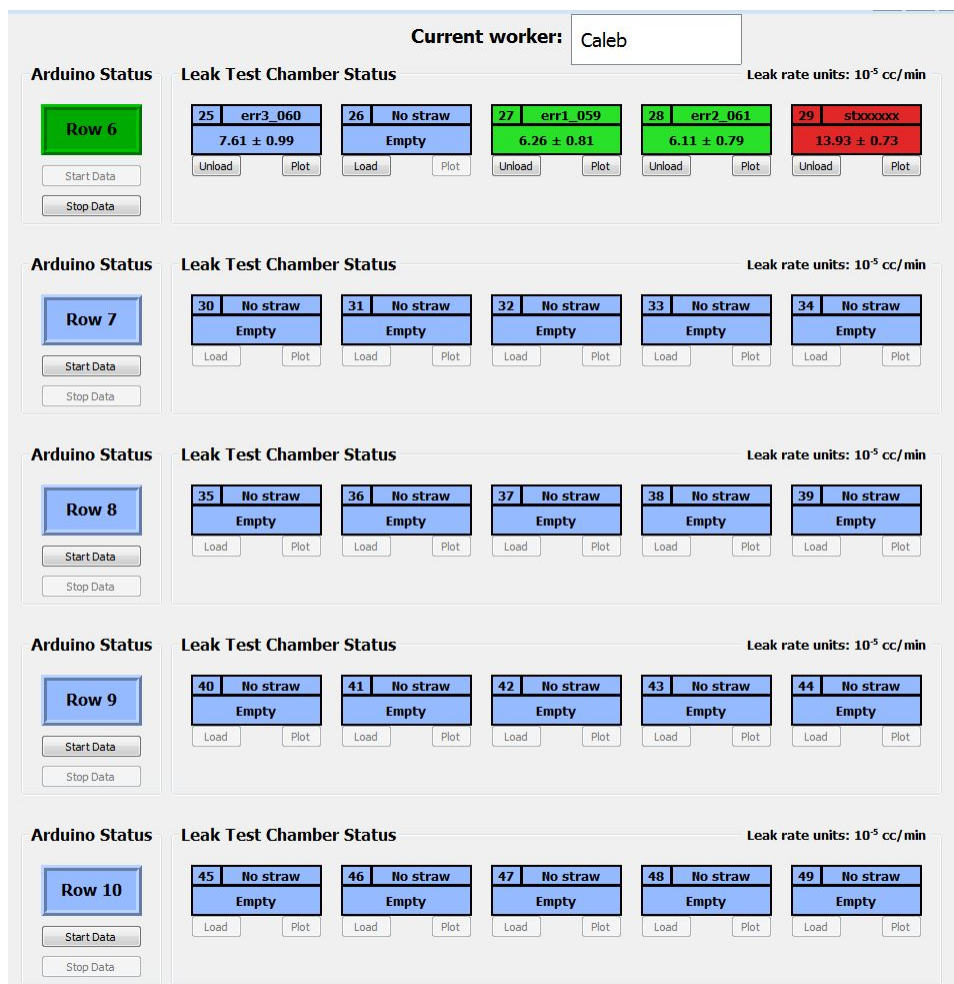 Current worker: Caleb
Arduino Status Leak Test Chamber Status Leak rate units: 10⁻⁵ cc/min
Row 6 25 err3_060 26 No straw 27 err1_059 28 err2_061 29 stxxxxxx
7.61 ± 0.99 Empty 6.26 ± 0.81 6.11 ± 0.79 13.93 ± 0.73
Start Data Unload Plot Load Plot Unload Plot Unload Plot Unload Plot
Stop Data
Arduino Status Leak Test Chamber Status Leak rate units: 10⁻⁵ cc/min
Row 7 30 No straw 31 No straw 32 No straw 33 No straw 34 No straw
Empty Empty Empty Empty Empty
Start Data Load Plot Load Plot Load Plot Load Plot Load Plot
Stop Data
Arduino Status Leak Test Chamber Status Leak rate units: 10⁻⁵ cc/min
Row 8 35 No straw 36 No straw 37 No straw 38 No straw 39 No straw
Empty Empty Empty Empty Empty
Start Data Load Plot Load Plot Load Plot Load Plot Load Plot
Stop Data
Arduino Status Leak Test Chamber Status Leak rate units: 10⁻⁵ cc/min
Row 9 40 No straw 41 No straw 42 No straw 43 No straw 44 No straw
Empty Empty Empty Empty Empty
Start Data Load Plot Load Plot Load Plot Load Plot Load Plot
Stop Data
Arduino Status Leak Test Chamber Status Leak rate units: 10⁻⁵ cc/min
Row 10 45 No straw 46 No straw 47 No straw 48 No straw 49 No straw
Empty Empty Empty Empty Empty
Start Data Load Plot Load Plot Load Plot Load Plot Load Plot
Stop Data